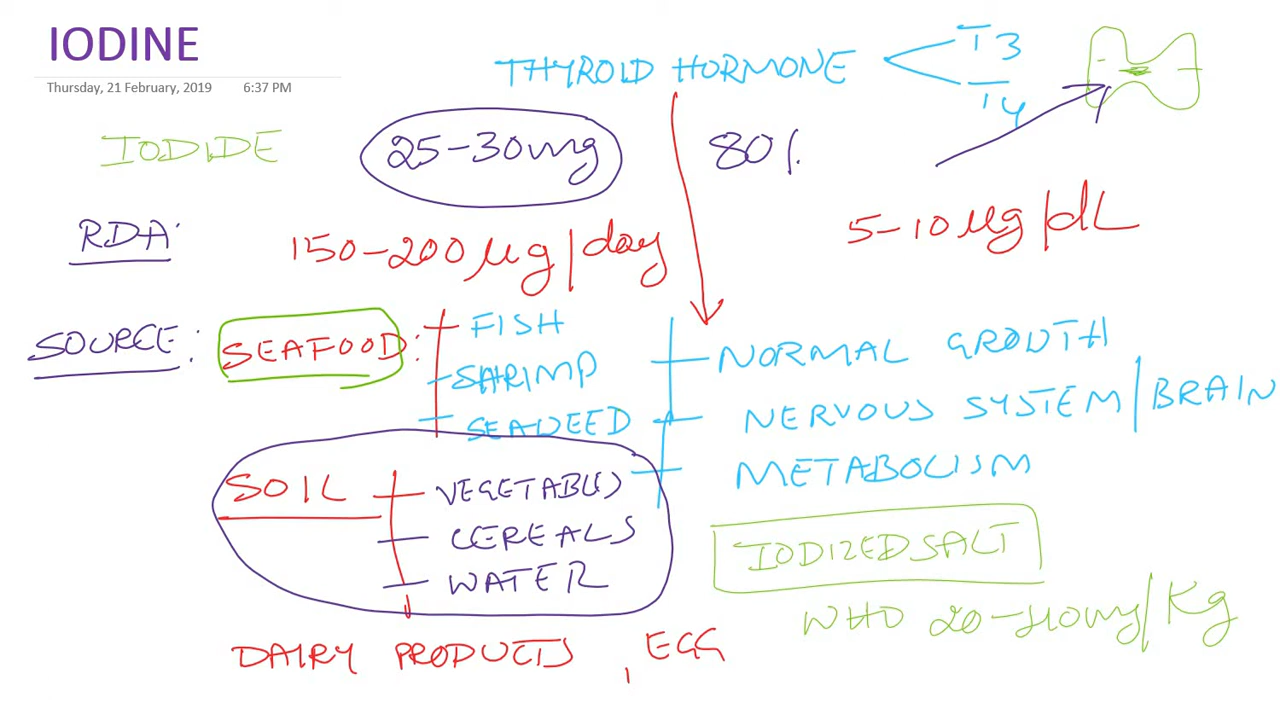 IODINE
Thursday, 21 February, 2019 6:37 PM
THYROID HORMONE
T3
T4
IODIDE
25-30mg
80%
RDA:
150-200 µg/day
5-10 µg/dL
SOURCE:
SEAFOOD:
FISH
SHRIMP
SEAWEED
NORMAL GROWTH
NERVOUS SYSTEM/BRAIN
METABOLISM
SOIL
VEGETABLES
CEREALS
WATER
IODIZED SALT
WHO 20-40mg/Kg
DAIRY PRODUCTS, EGG